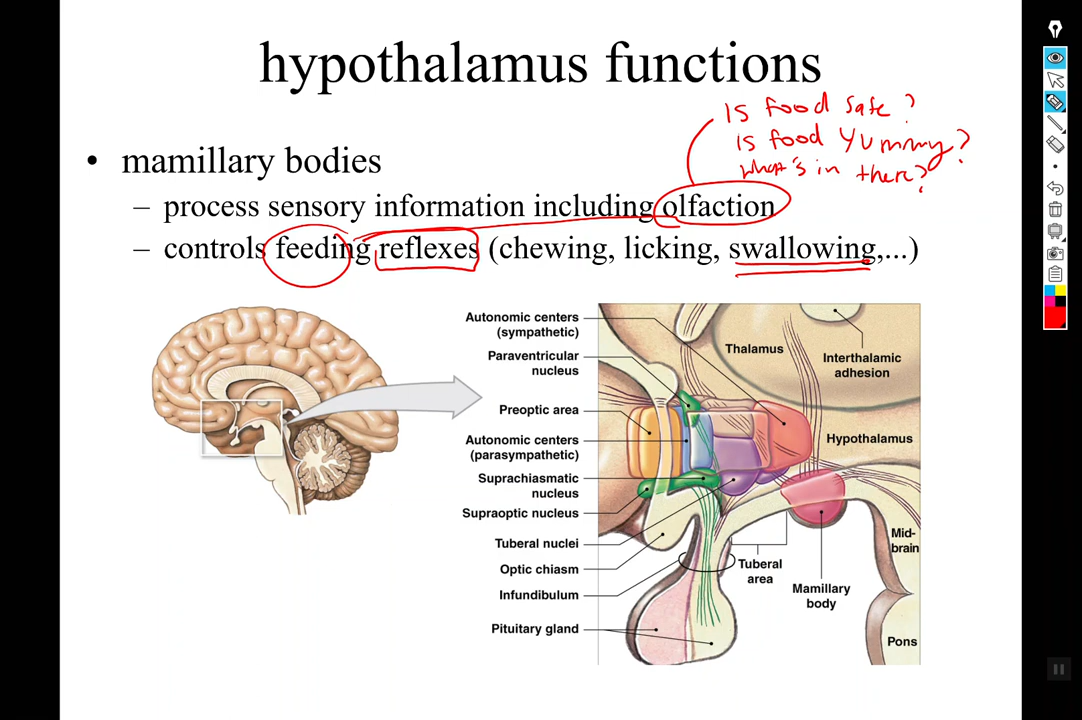 hypothalamus functions
Is food safe?
Is food yummy?
What's in there?
• mamillary bodies
– process sensory information including olfaction
– controls feeding reflexes (chewing, licking, swallowing,...)
Autonomic centers
(sympathetic)
Paraventricular
nucleus
Preoptic area
Autonomic centers
(parasympathetic)
Suprachiasmatic
nucleus
Supraoptic nucleus
Tuberal nuclei
Optic chiasm
Infundibulum
Pituitary gland
Thalamus
Interthalamic
adhesion
Hypothalamus
Mid-
brain
Tuberal
area
Mamillary
body
Pons